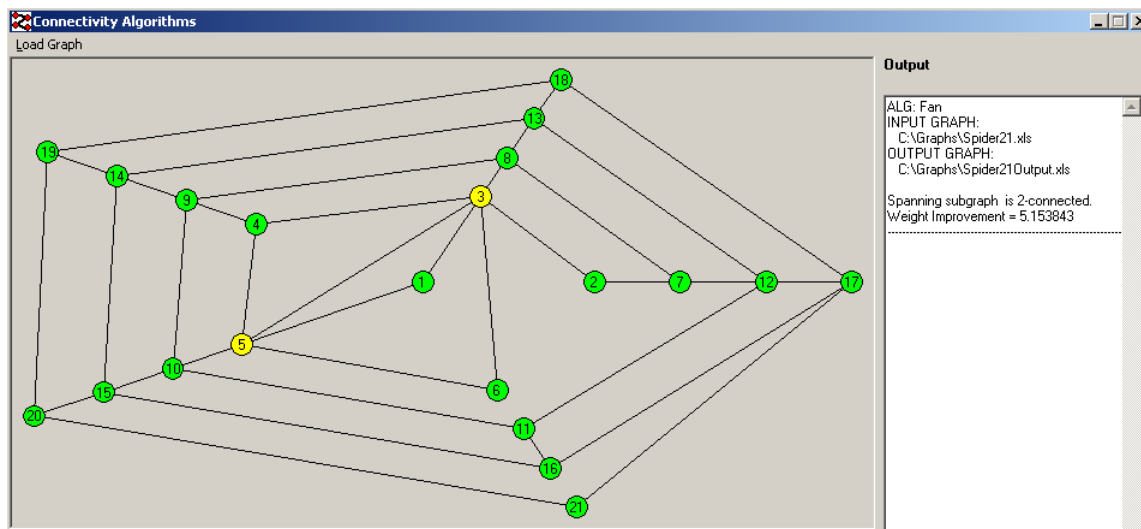 Connectivity Algorithms
Load Graph
Output
ALG: Fan
INPUT GRAPH:
C:\Graphs\Spider21.xls
OUTPUT GRAPH:
C:\Graphs\Spider21Output.xls
Spanning subgraph is 2-connected.
Weight Improvement = 5.153843
18
13
19
8
14
3
9
4
1
2
7
12
17
5
10
6
15
20
11
16
21